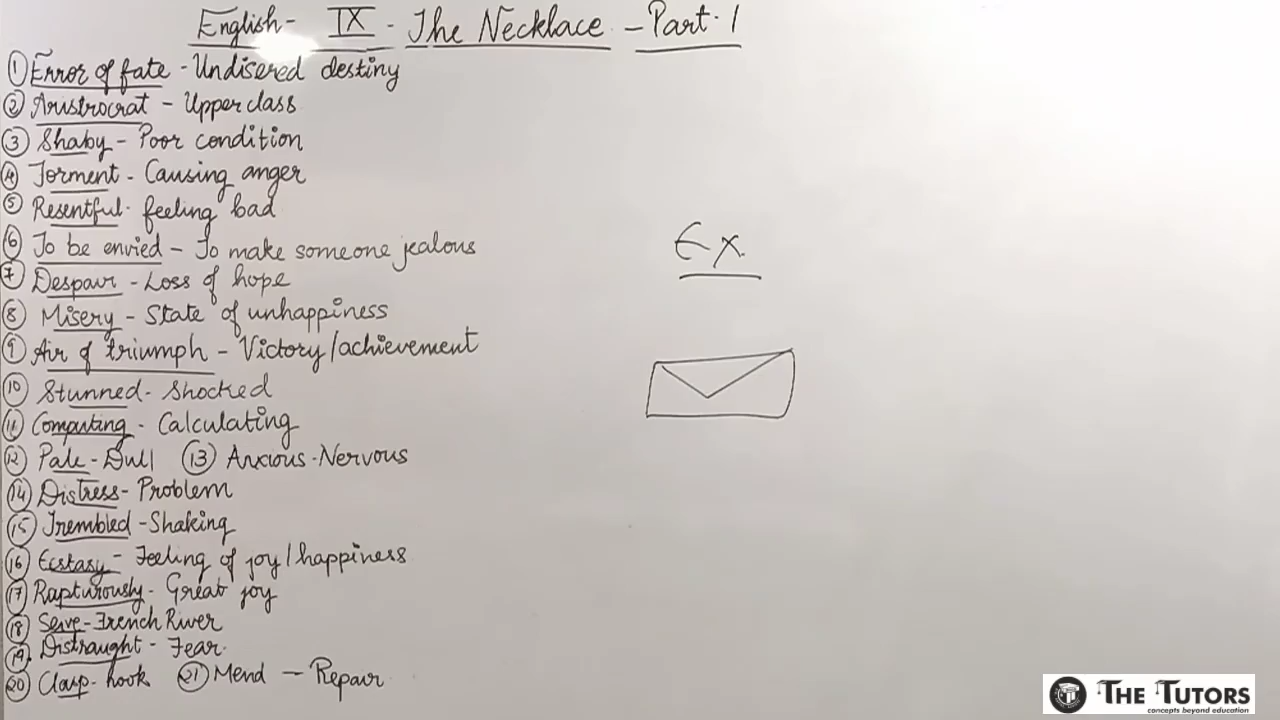 English- IX - The Necklace - Part. 1
① Error of fate - Undisered destiny
② Aristrocrat - Upper class
③ Shaby - Poor condition
④ Torment - Causing anger
⑤ Resentful - feeling bad
⑥ To be envied - To make someone jealous
⑦ Despair - Loss of hope
⑧ Misery - State of unhappiness
⑨ Air of triumph - Victory/achievement
⑩ Stunned - Shocked
⑪ Computing - Calculating
⑫ Pale - Dull ⑬ Anxious - Nervous
⑭ Distress - Problem
⑮ Trembled - Shaking
⑯ Ecstasy - Feeling of joy/happiness
⑰ Rapturously - Great joy
⑱ Seine - French River
⑲ Distraught - Fear.
⑳ Clasp - hook ㉑ Mend - Repair
Ex.
THE TUTORS
concepts beyond education